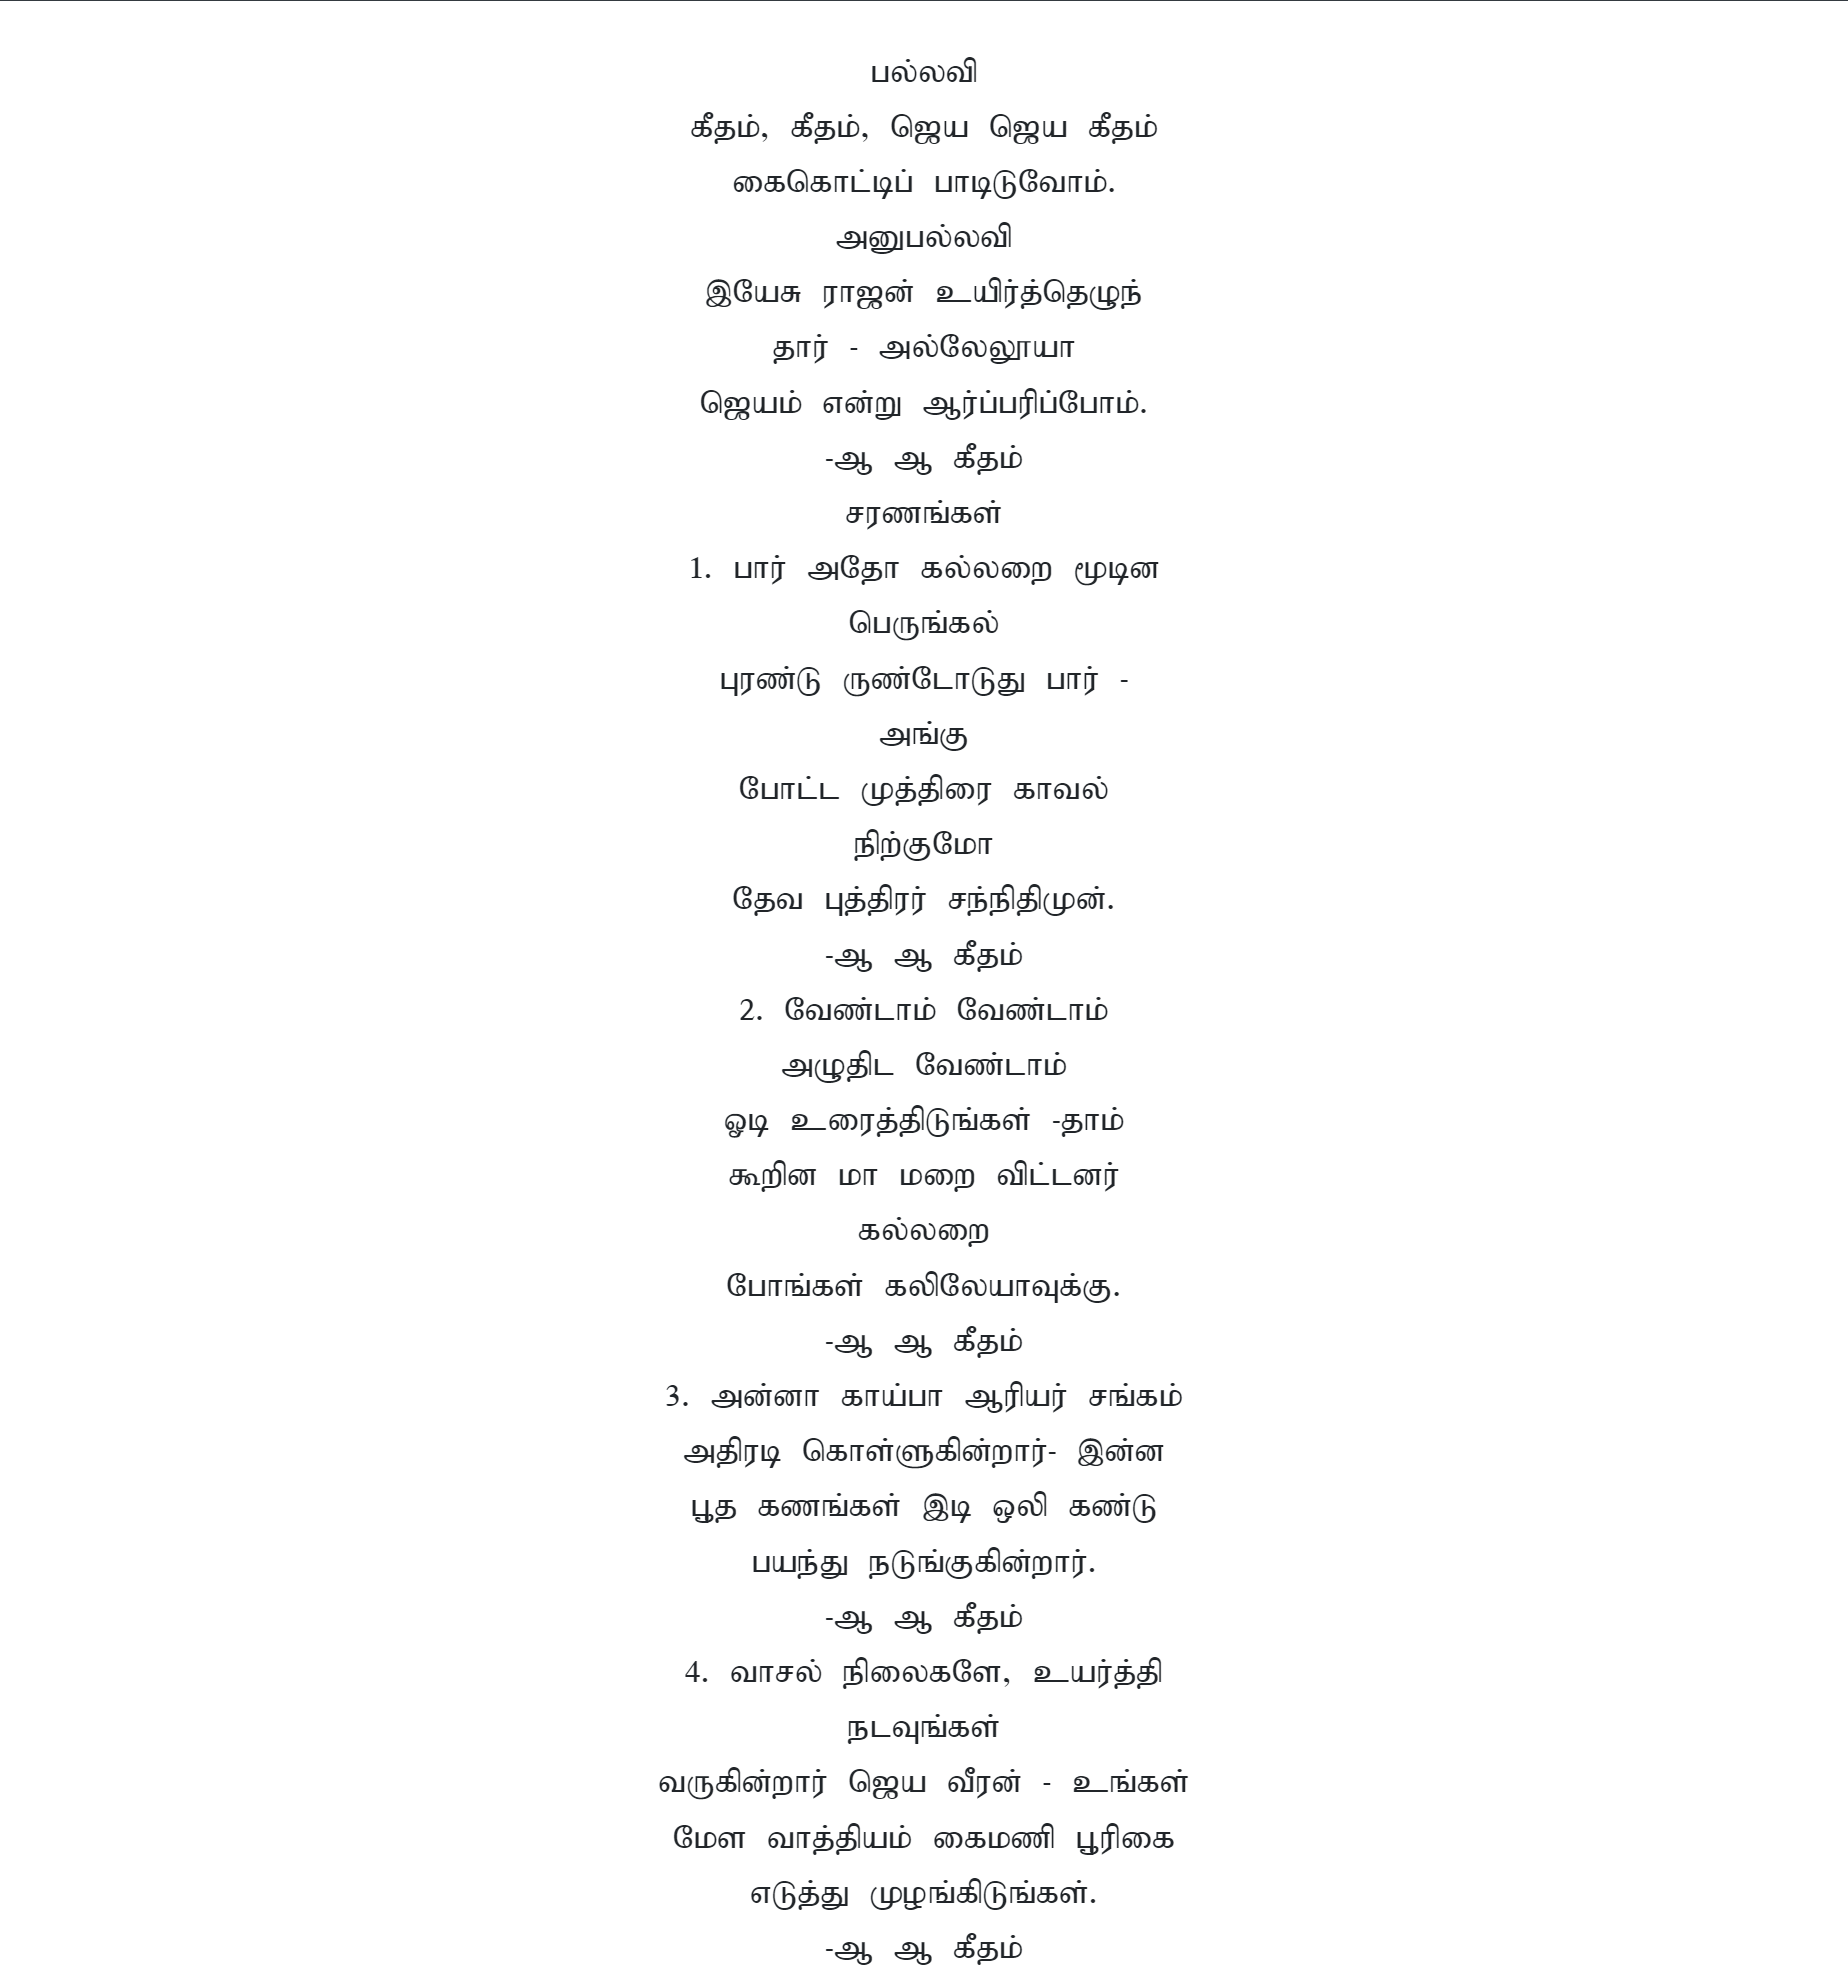 பல்லவி
கீதம், கீதம், ஜெய ஜெய கீதம்
கைகொட்டிப் பாடிடுவோம்.
அனுபல்லவி
இயேசு ராஜன் உயிர்த்தெழுந்
தார் - அல்லேலூயா
ஜெயம் என்று ஆர்ப்பரிப்போம்.
-ஆ ஆ கீதம்
சரணங்கள்
1. பார் அதோ கல்லறை மூடின
பெருங்கல்
புரண்டு ருண்டோடுது பார் -
அங்கு
போட்ட முத்திரை காவல்
நிற்குமோ
தேவ புத்திரர் சந்நிதிமுன்.
-ஆ ஆ கீதம்
2. வேண்டாம் வேண்டாம்
அழுதிட வேண்டாம்
ஓடி உரைத்திடுங்கள் -தாம்
கூறின மா மறை விட்டனர்
கல்லறை
போங்கள் கலிலேயாவுக்கு.
-ஆ ஆ கீதம்
3. அன்னா காய்பா ஆரியர் சங்கம்
அதிரடி கொள்ளுகின்றார்- இன்ன
பூத கணங்கள் இடி ஒலி கண்டு
பயந்து நடுங்குகின்றார்.
-ஆ ஆ கீதம்
4. வாசல் நிலைகளே, உயர்த்தி
நடவுங்கள்
வருகின்றார் ஜெய வீரன் - உங்கள்
மேள வாத்தியம் கைமணி பூரிகை
எடுத்து முழங்கிடுங்கள்.
-ஆ ஆ கீதம்